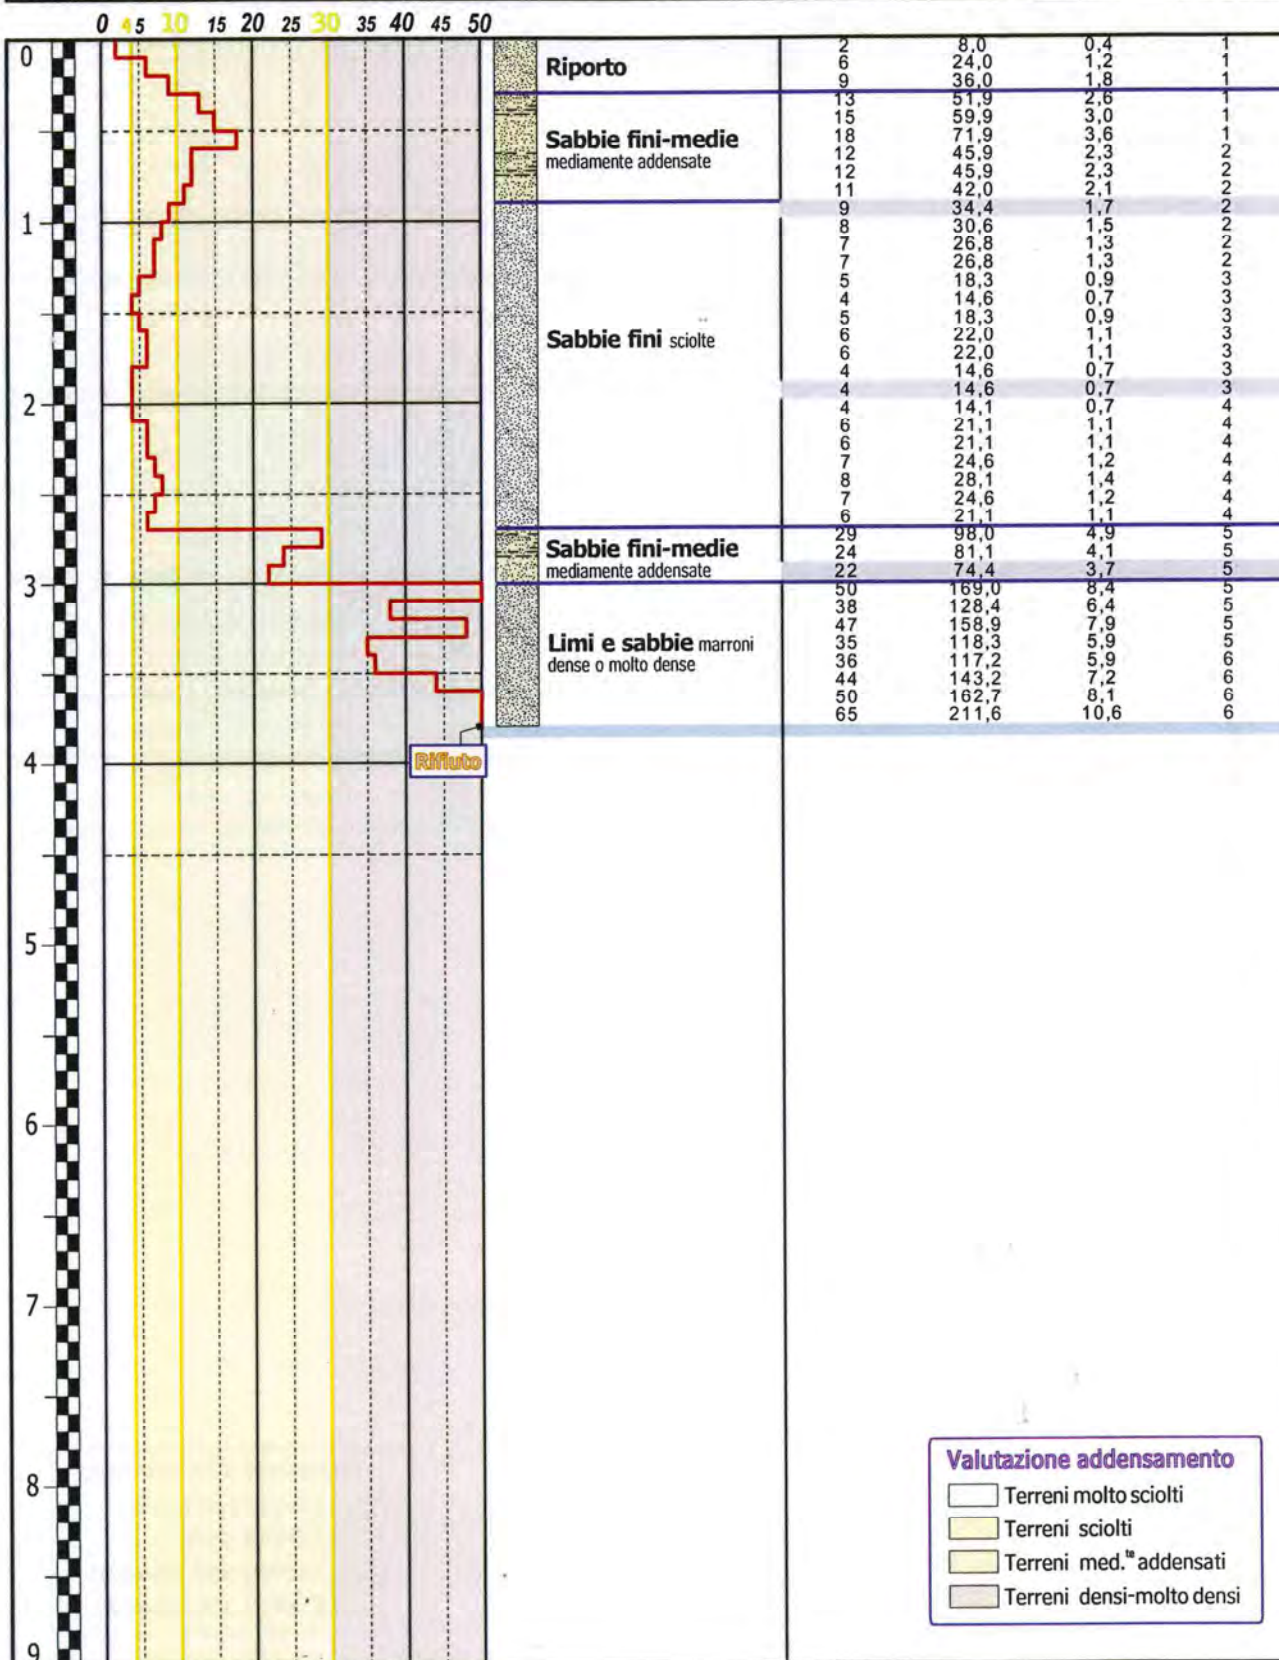 0 4 5 10 15 20 25 30 35 40 45 50
0
Riporto
2 8,0 0,4 1
6 24,0 1,2 1
9 36,0 1,8 1
Sabbie fini-medie
mediamente addensate
13 51,9 2,6 1
15 59,9 3,0 1
18 71,9 3,6 1
12 45,9 2,3 2
12 45,9 2,3 2
11 42,0 2,1 2
1
Sabbie fini sciolte
9 34,4 1,7 2
8 30,6 1,5 2
7 26,8 1,3 2
7 26,8 1,3 2
5 18,3 0,9 3
4 14,6 0,7 3
5 18,3 0,9 3
6 22,0 1,1 3
6 22,0 1,1 3
4 14,6 0,7 3
4 14,6 0,7 3
2
4 14,1 0,7 4
6 21,1 1,1 4
6 21,1 1,1 4
7 24,6 1,2 4
8 28,1 1,4 4
7 24,6 1,2 4
6 21,1 1,1 4
Sabbie fini-medie
mediamente addensate
29 98,0 4,9 5
24 81,1 4,1 5
22 74,4 3,7 5
3
Limi e sabbie marroni
dense o molto dense
50 169,0 8,4 5
38 128,4 6,4 5
47 158,9 7,9 5
35 118,3 5,9 5
36 117,2 5,9 6
44 143,2 7,2 6
50 162,7 8,1 6
65 211,6 10,6 6
Rifiuto
4
5
6
7
8
9
Valutazione addensamento
Terreni molto sciolti
Terreni sciolti
Terreni med.te addensati
Terreni densi-molto densi